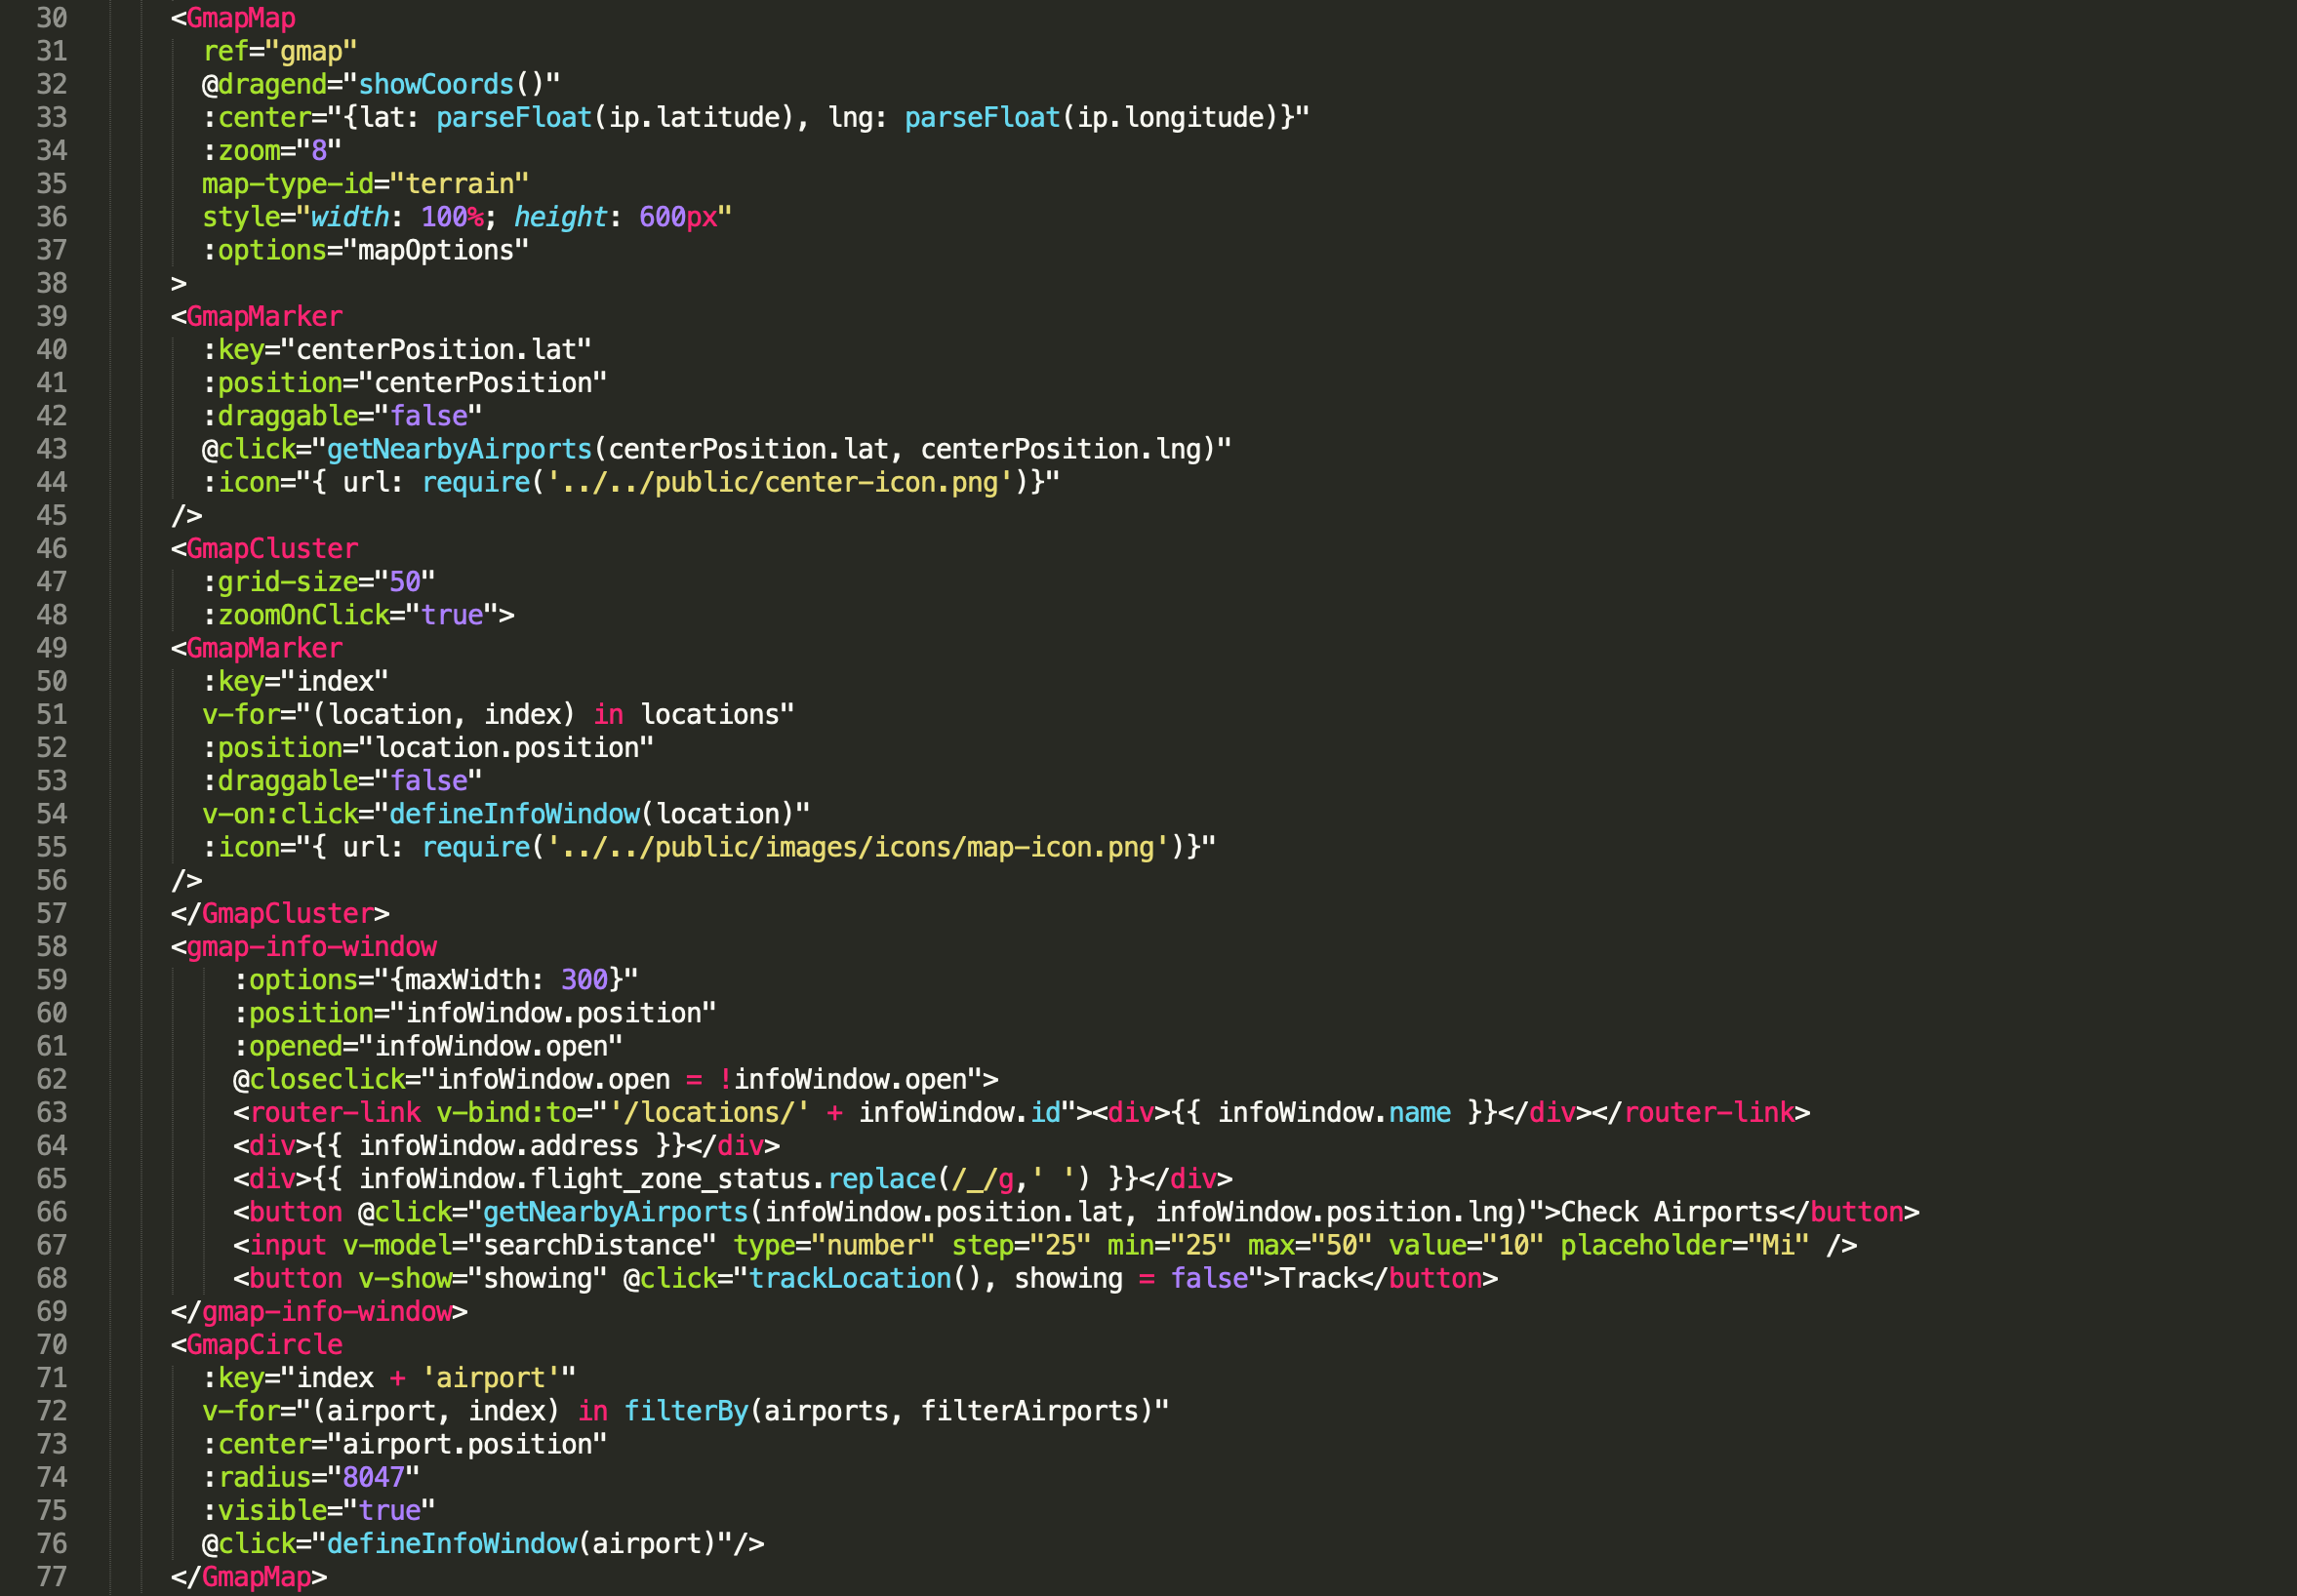 30 <GmapMap
31 ref="gmap"
32 @dragend="showCoords()"
33 :center="{lat: parseFloat(ip.latitude), lng: parseFloat(ip.longitude)}"
34 :zoom="8"
35 map-type-id="terrain"
36 style="width: 100%; height: 600px"
37 :options="mapOptions"
38 >
39 <GmapMarker
40 :key="centerPosition.lat"
41 :position="centerPosition"
42 :draggable="false"
43 @click="getNearbyAirports(centerPosition.lat, centerPosition.lng)"
44 :icon="{ url: require('../../public/center-icon.png')}"
45 />
46 <GmapCluster
47 :grid-size="50"
48 :zoomOnClick="true">
49 <GmapMarker
50 :key="index"
51 v-for="(location, index) in locations"
52 :position="location.position"
53 :draggable="false"
54 v-on:click="defineInfoWindow(location)"
55 :icon="{ url: require('../../public/images/icons/map-icon.png')}"
56 />
57 </GmapCluster>
58 <gmap-info-window
59 :options="{maxWidth: 300}"
60 :position="infoWindow.position"
61 :opened="infoWindow.open"
62 @closeclick="infoWindow.open = !infoWindow.open">
63 <router-link v-bind:to="'/locations/' + infoWindow.id"><div>{{ infoWindow.name }}</div></router-link>
64 <div>{{ infoWindow.address }}</div>
65 <div>{{ infoWindow.flight_zone_status.replace(/_/g,' ') }}</div>
66 <button @click="getNearbyAirports(infoWindow.position.lat, infoWindow.position.lng)">Check Airports</button>
67 <input v-model="searchDistance" type="number" step="25" min="25" max="50" value="10" placeholder="Mi" />
68 <button v-show="showing" @click="trackLocation(), showing = false">Track</button>
69 </gmap-info-window>
70 <GmapCircle
71 :key="index + 'airport'"
72 v-for="(airport, index) in filterBy(airports, filterAirports)"
73 :center="airport.position"
74 :radius="8047"
75 :visible="true"
76 @click="defineInfoWindow(airport)"/>
77 </GmapMap>